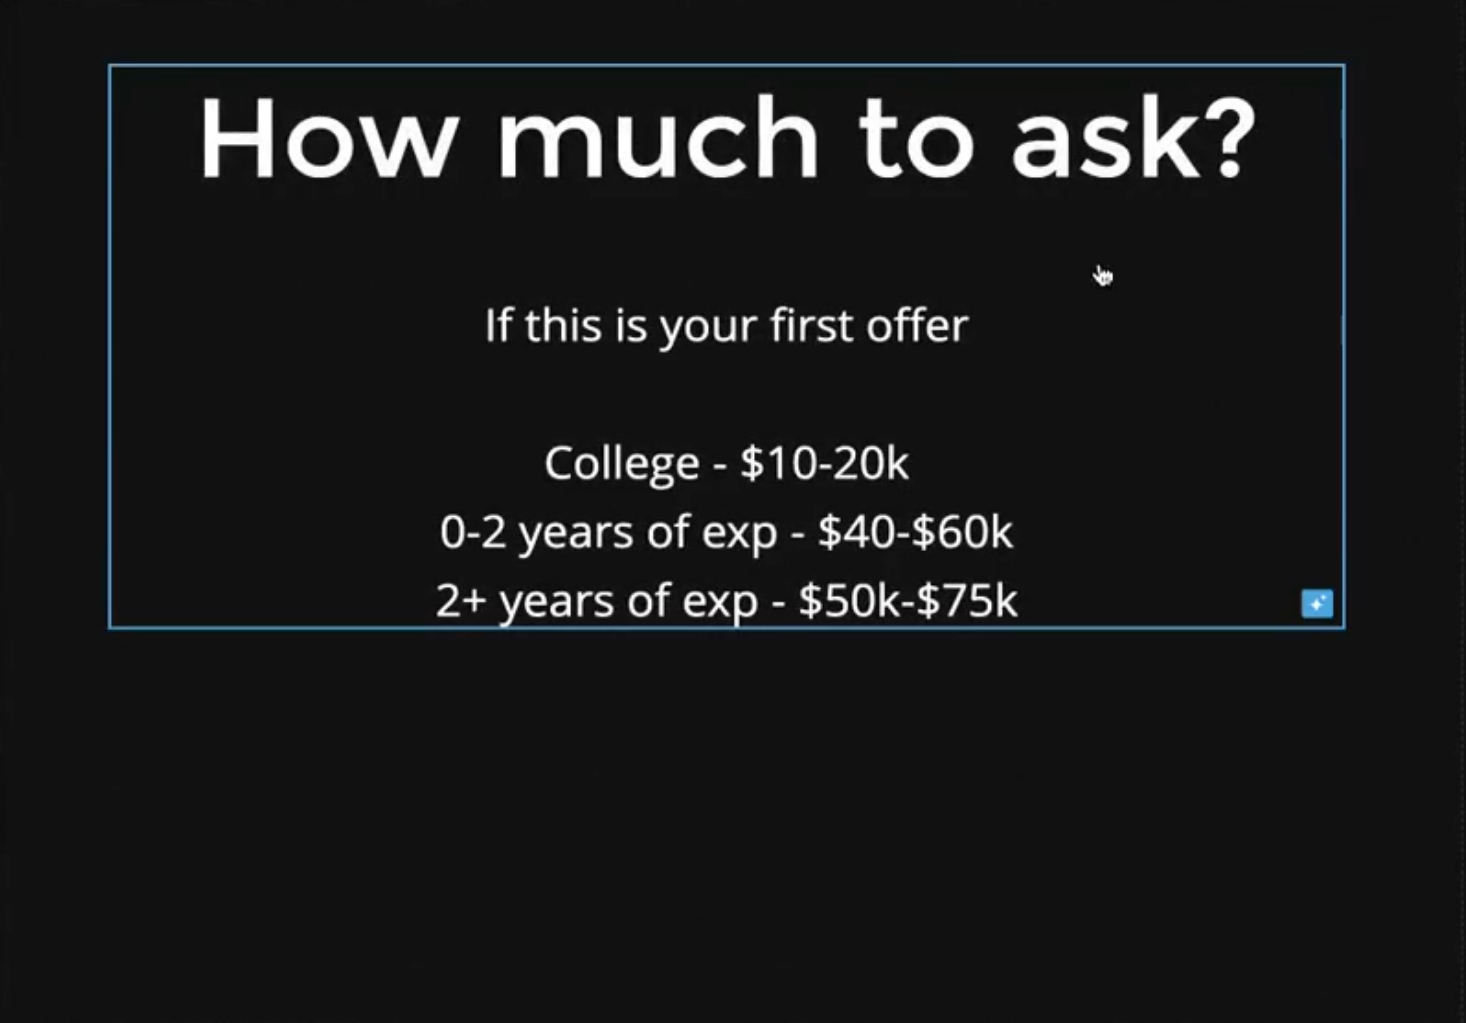 How much to ask?
If this is your first offer
College - $10-20k
0-2 years of exp - $40-$60k
2+ years of exp - $50k-$75k